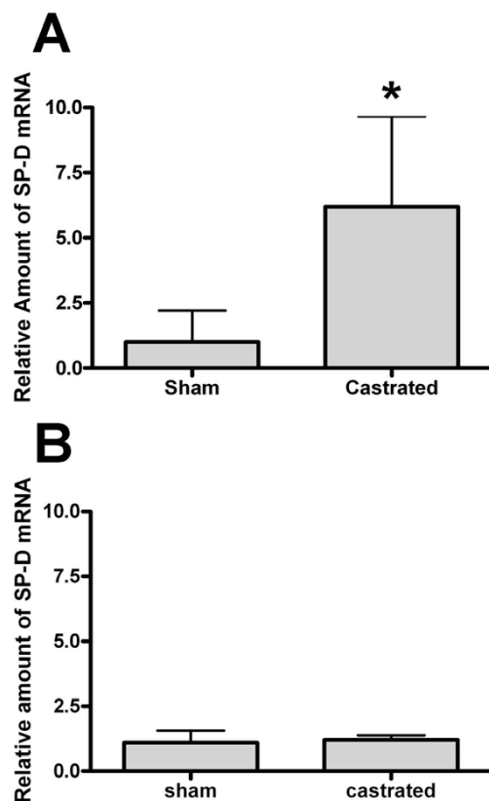 A
Relative Amount of SP-D mRNA
10.0
7.5
5.0
2.5
0.0
*
Sham Castrated
B
Relative amount of SP-D mRNA
10.0
7.5
5.0
2.5
0.0
sham castrated